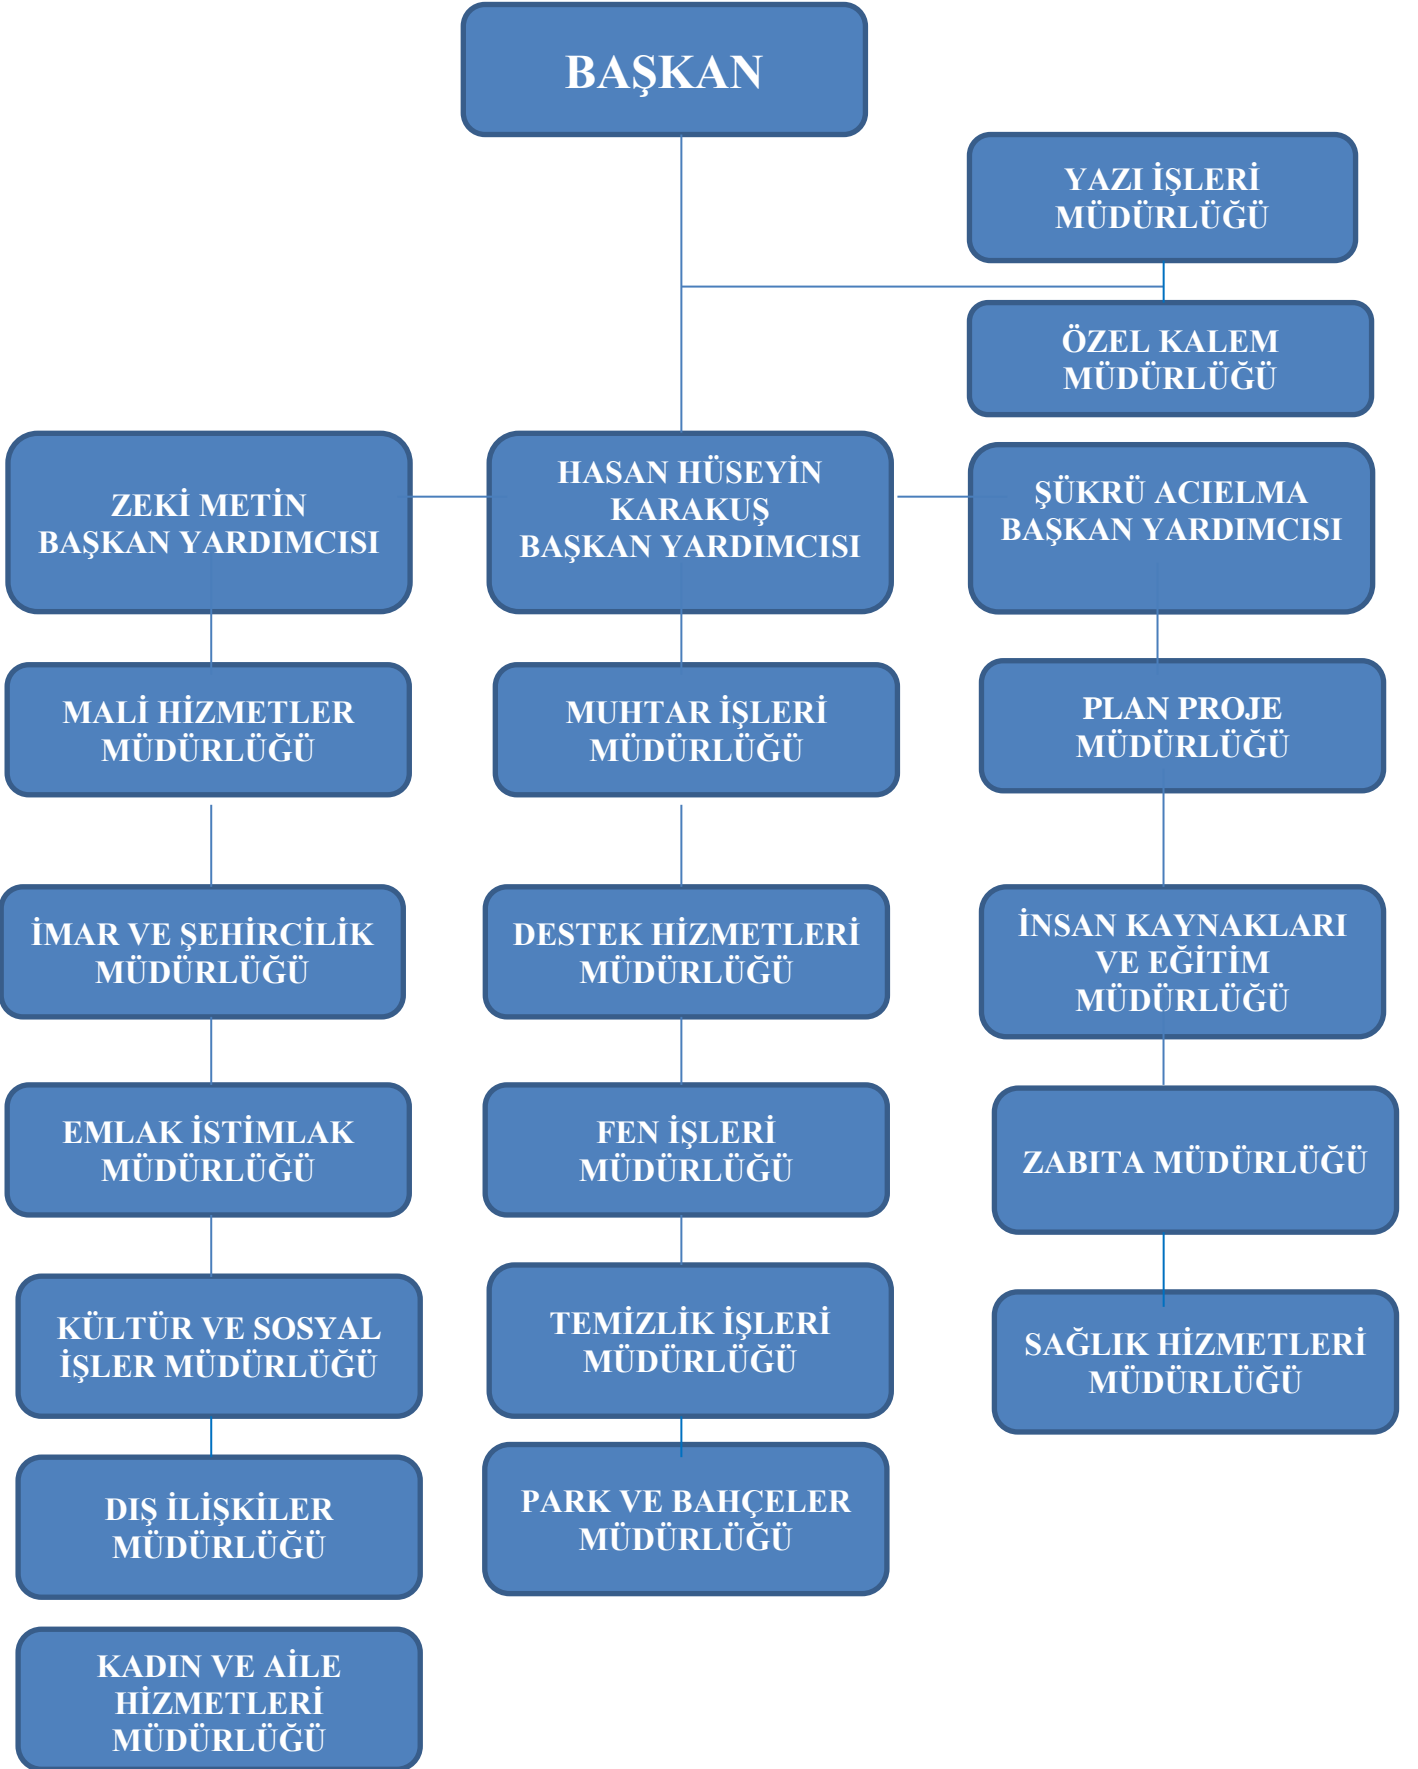 BAŞKAN
YAZI İŞLERİ
MÜDÜRLÜĞÜ
ÖZEL KALEM
MÜDÜRLÜĞÜ
ZEKİ METİN
BAŞKAN YARDIMCISI
HASAN HÜSEYİN
KARAKUŞ
BAŞKAN YARDIMCISI
ŞÜKRÜ ACIELMA
BAŞKAN YARDIMCISI
MALİ HİZMETLER
MÜDÜRLÜĞÜ
MUHTAR İŞLERİ
MÜDÜRLÜĞÜ
PLAN PROJE
MÜDÜRLÜĞÜ
İMAR VE ŞEHİRCİLİK
MÜDÜRLÜĞÜ
DESTEK HİZMETLERİ
MÜDÜRLÜĞÜ
İNSAN KAYNAKLARI
VE EĞİTİM
MÜDÜRLÜĞÜ
EMLAK İSTİMLAK
MÜDÜRLÜĞÜ
FEN İŞLERİ
MÜDÜRLÜĞÜ
ZABITA MÜDÜRLÜĞÜ
KÜLTÜR VE SOSYAL
İŞLER MÜDÜRLÜĞÜ
TEMİZLİK İŞLERİ
MÜDÜRLÜĞÜ
SAĞLIK HİZMETLERİ
MÜDÜRLÜĞÜ
DIŞ İLİŞKİLER
MÜDÜRLÜĞÜ
PARK VE BAHÇELER
MÜDÜRLÜĞÜ
KADIN VE AİLE
HİZMETLERİ
MÜDÜRLÜĞÜ